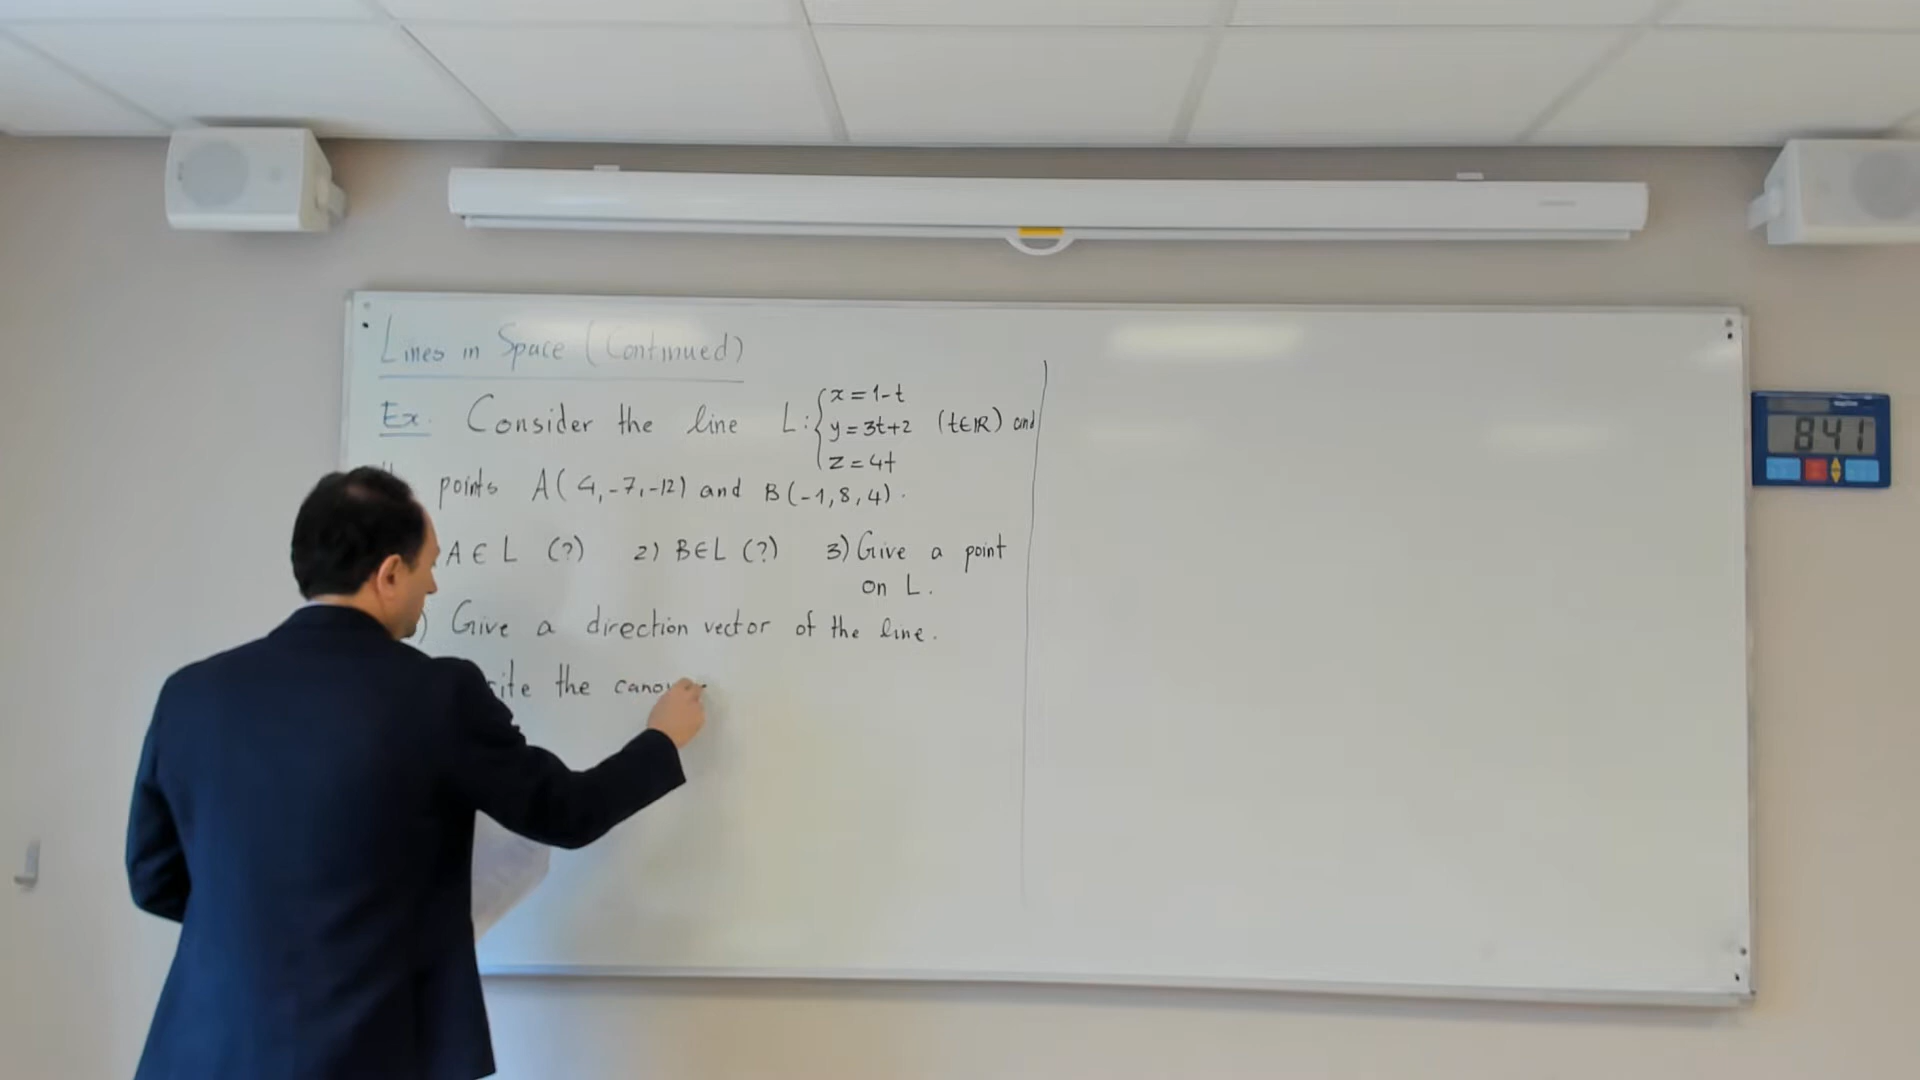 Lines in Space (Continued)
Ex. Consider the line L: { x = 1-t
y = 3t+2 (t∈ℝ) and
z = 4t
points A(4,-7,-12) and B(-1,8,4).
A ∈ L (?) 2) B∈L (?) 3) Give a point
on L.
) Give a direction vector of the line.
the
841